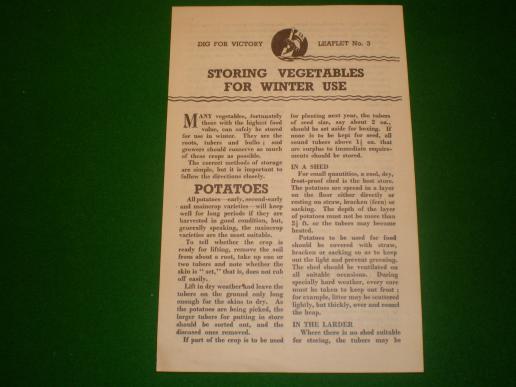 DIG FOR VICTORY LEAFLET No. 3
STORING VEGETABLES
FOR WINTER USE
MANY vegetables, fortunately
those with the highest food
value, can safely be stored
for use in winter. They are the
roots, tubers and bulbs; and
growers should conserve as much
of these crops as possible.
The correct methods of storage
are simple, but it is important to
follow the directions closely.
POTATOES
All potatoes—early, second-early
and maincrop varieties—will keep
well for long periods if they are
harvested in good condition, but,
generally speaking, the maincrop
varieties are the most suitable.
To tell whether the crop is
ready for lifting, remove the soil
from about a root, take up one or
two tubers and note whether the
skin is "set," that is, does not rub
off easily.
Lift in dry weather and leave the
tubers on the ground only long
enough for the skins to dry. As
the potatoes are being picked, the
larger tubers for putting in store
should be sorted out, and the
diseased ones removed.
If part of the crop is to be used
for planting next year, the tubers
of seed size, say about 2 oz.,
should be set aside for boxing. If
none is to be kept for seed, all
sound tubers above 1½ oz. that
are surplus to immediate require-
ments should be stored.
IN A SHED
For small quantities, a cool, dry,
frost-proof shed is the best store.
The potatoes are spread in a layer
on the floor either directly or
resting on straw, bracken (fern) or
sacking. The depth of the layer
of potatoes must not be more than
2½ ft. or the tubers may become
heated.
Potatoes to be used for food
should be covered with straw,
bracken or sacking so as to keep
out the light and prevent greening.
The shed should be ventilated on
all suitable occasions. During
specially hard weather, every care
must be taken to keep out frost;
for example, litter may be scattered
lightly, but thickly, over and round
the heap.
IN THE LARDER
Where there is no shed suitable
for storing, the tubers may be